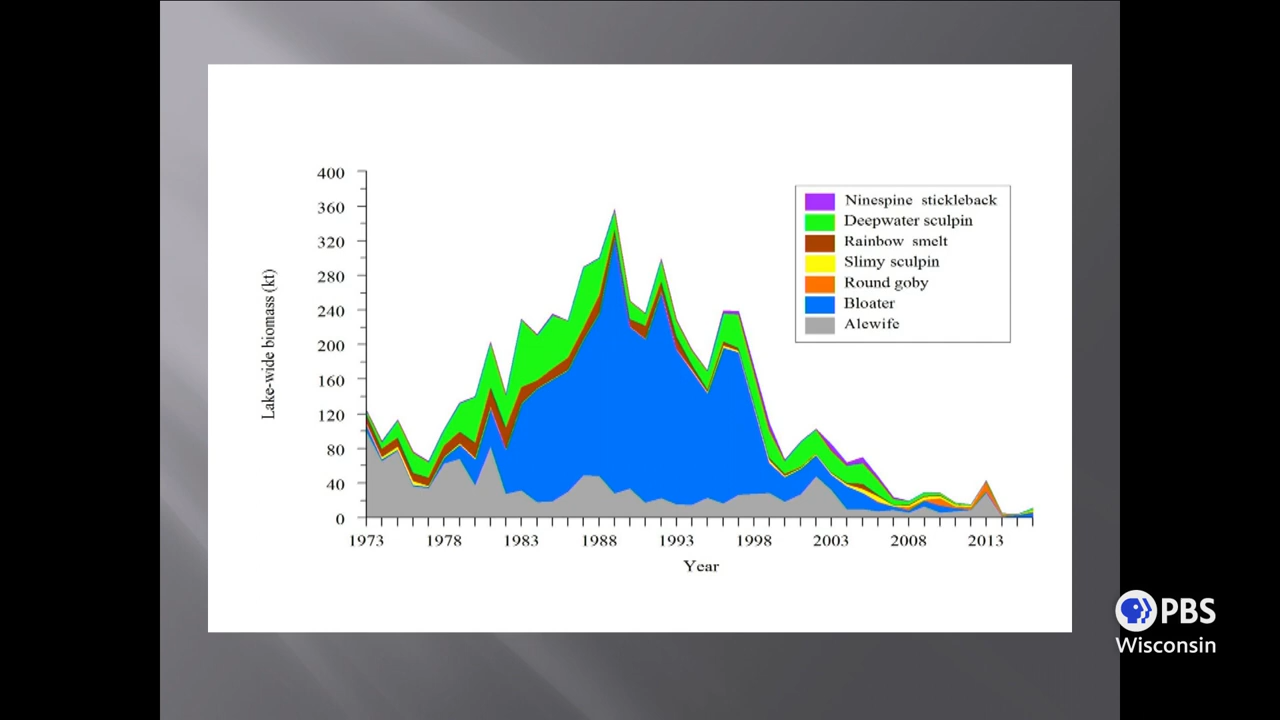 400
360
320
280
240
200
160
120
80
40
0
Lake-wide biomass (kt)
Ninespine stickleback
Deepwater sculpin
Rainbow smelt
Slimy sculpin
Round goby
Bloater
Alewife
1973 1978 1983 1988 1993 1998 2003 2008 2013
Year
PBS
Wisconsin